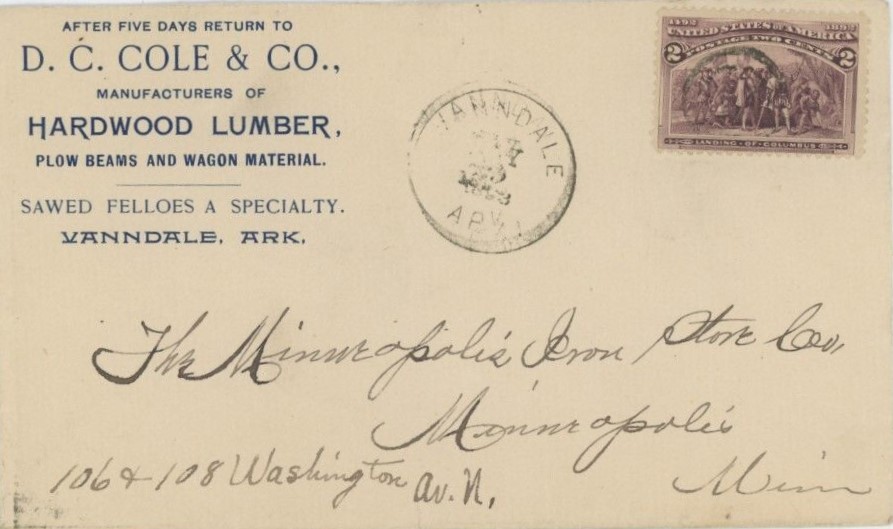 AFTER FIVE DAYS RETURN TO
D. C. COLE & CO.,
MANUFACTURERS OF
HARDWOOD LUMBER,
PLOW BEAMS AND WAGON MATERIAL.
SAWED FELLOES A SPECIALTY.
VANNDALE, ARK.
VANNDALE
ARK.
1492 1892
UNITED STATES OF AMERICA
POSTAGE TWO CENTS
2 2
LANDING OF COLUMBUS
The Minneapolis Iron Store Co,
Minneapolis
Minn
106 & 108 Washington Av. N.